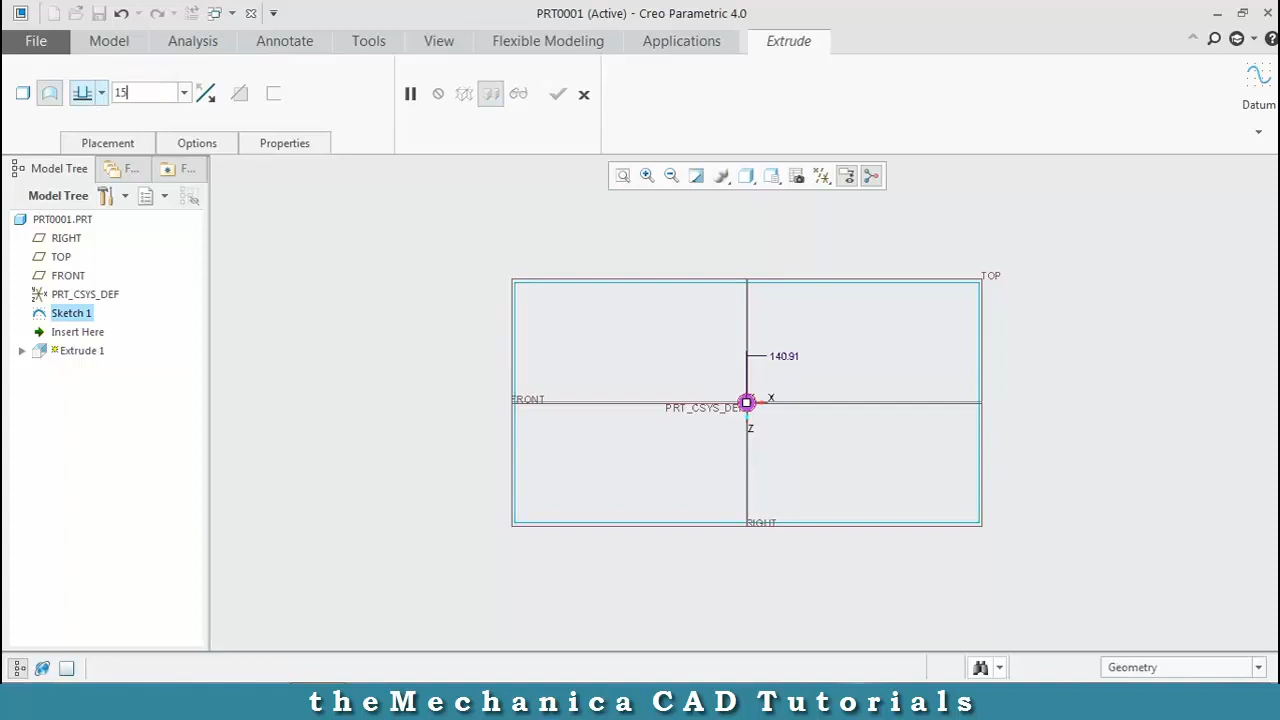 PRT0001 (Active) - Creo Parametric 4.0
File Model Analysis Annotate Tools View Flexible Modeling Applications Extrude
15
Datum
Placement Options Properties
Model Tree F... F...
Model Tree
PRT0001.PRT
RIGHT
TOP
FRONT
PRT_CSYS_DEF
Sketch 1
Insert Here
Extrude 1
TOP
140.91
FRONT
X
PRT_CSYS_DEF
Z
RIGHT
Geometry
theMechanica CAD Tutorials